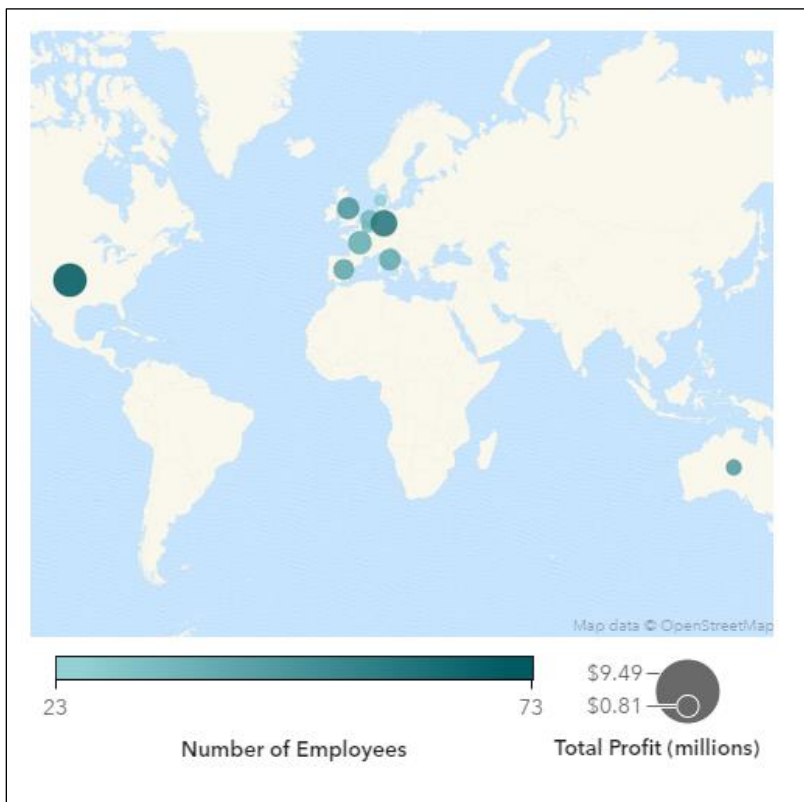 Map data © OpenStreetMap
23
73
Number of Employees
$9.49
$0.81
Total Profit (millions)